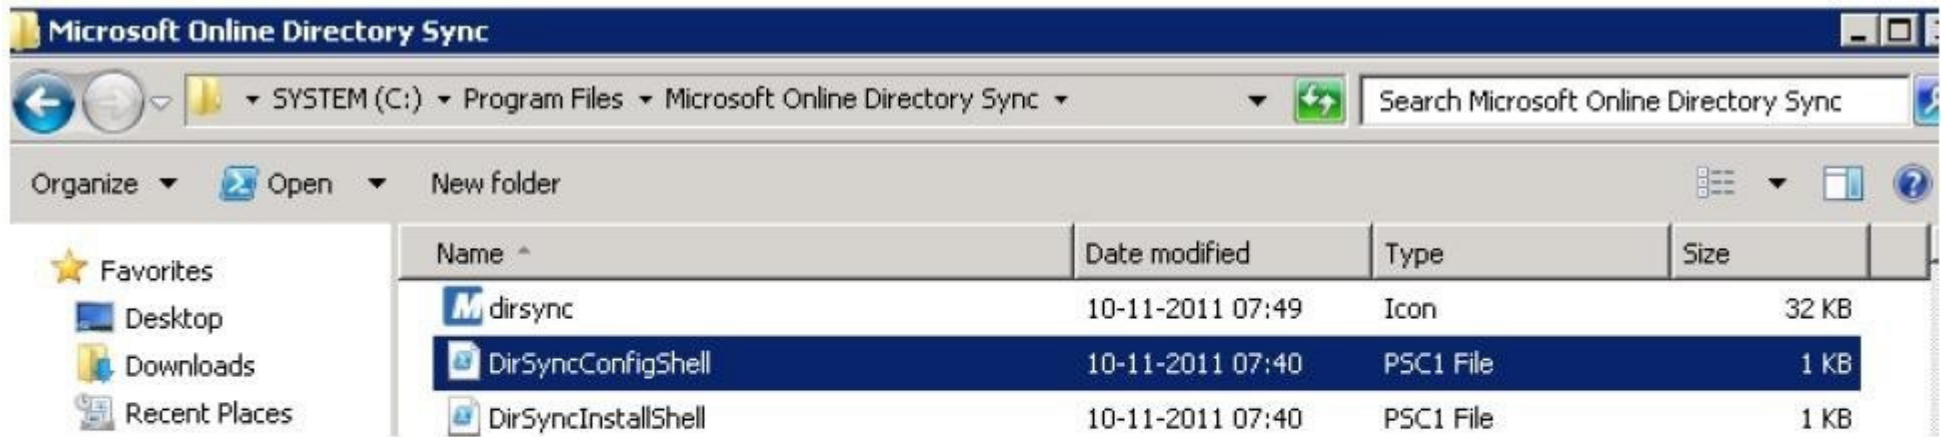 Microsoft Online Directory Sync
SYSTEM (C:) Program Files Microsoft Online Directory Sync
Search Microsoft Online Directory Sync
Organize Open New folder
Favorites
Desktop
Downloads
Recent Places
Name Date modified Type Size
dirsync 10-11-2011 07:49 Icon 32 KB
DirSyncConfigShell 10-11-2011 07:40 PSC1 File 1 KB
DirSyncInstallShell 10-11-2011 07:40 PSC1 File 1 KB